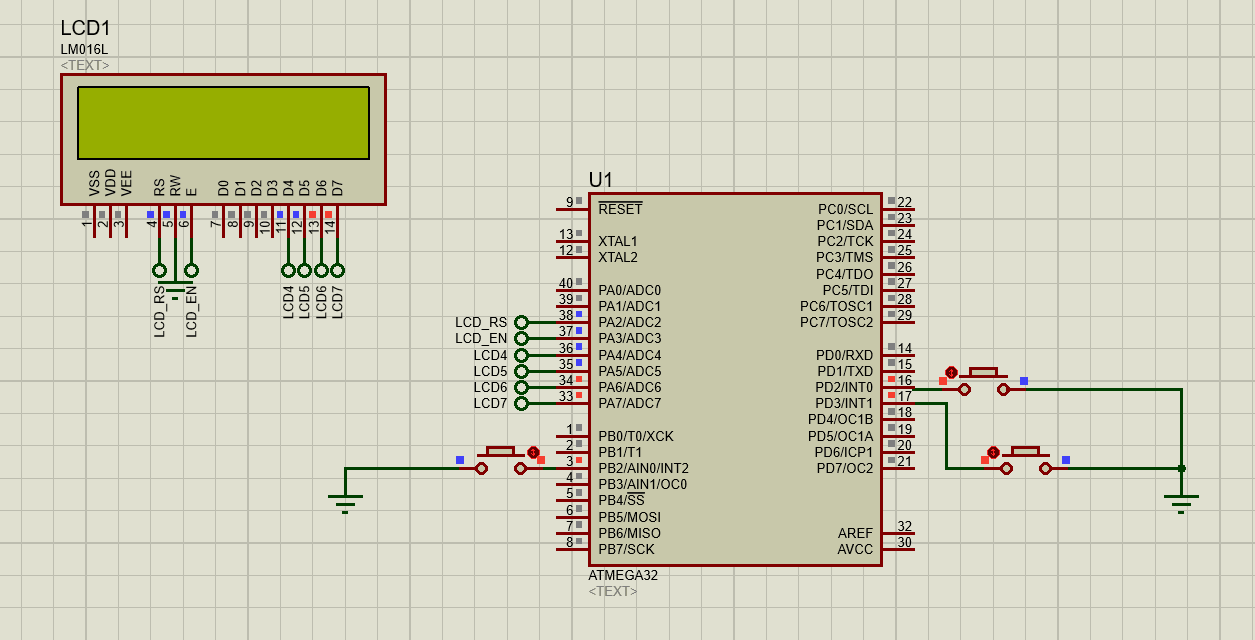 LCD1
LM016L
<TEXT>
VSS VDD VEE RS RW E D0 D1 D2 D3 D4 D5 D6 D7
1 2 3 4 5 6 7 8 9 10 11 12 13 14
LCD_RS LCD_EN LCD4 LCD5 LCD6 LCD7
U1
9 RESET PC0/SCL 22
PC1/SDA 23
13 XTAL1 PC2/TCK 24
12 XTAL2 PC3/TMS 25
PC4/TDO 26
40 PA0/ADC0 PC5/TDI 27
39 PA1/ADC1 PC6/TOSC1 28
LCD_RS 38 PA2/ADC2 PC7/TOSC2 29
LCD_EN 37 PA3/ADC3
LCD4 36 PA4/ADC4 PD0/RXD 14
LCD5 35 PA5/ADC5 PD1/TXD 15
LCD6 34 PA6/ADC6 PD2/INT0 16
LCD7 33 PA7/ADC7 PD3/INT1 17
PD4/OC1B 18
1 PB0/T0/XCK PD5/OC1A 19
2 PB1/T1 PD6/ICP1 20
3 PB2/AIN0/INT2 PD7/OC2 21
4 PB3/AIN1/OC0
5 PB4/SS
6 PB5/MOSI
7 PB6/MISO AREF 32
8 PB7/SCK AVCC 30
ATMEGA32
<TEXT>